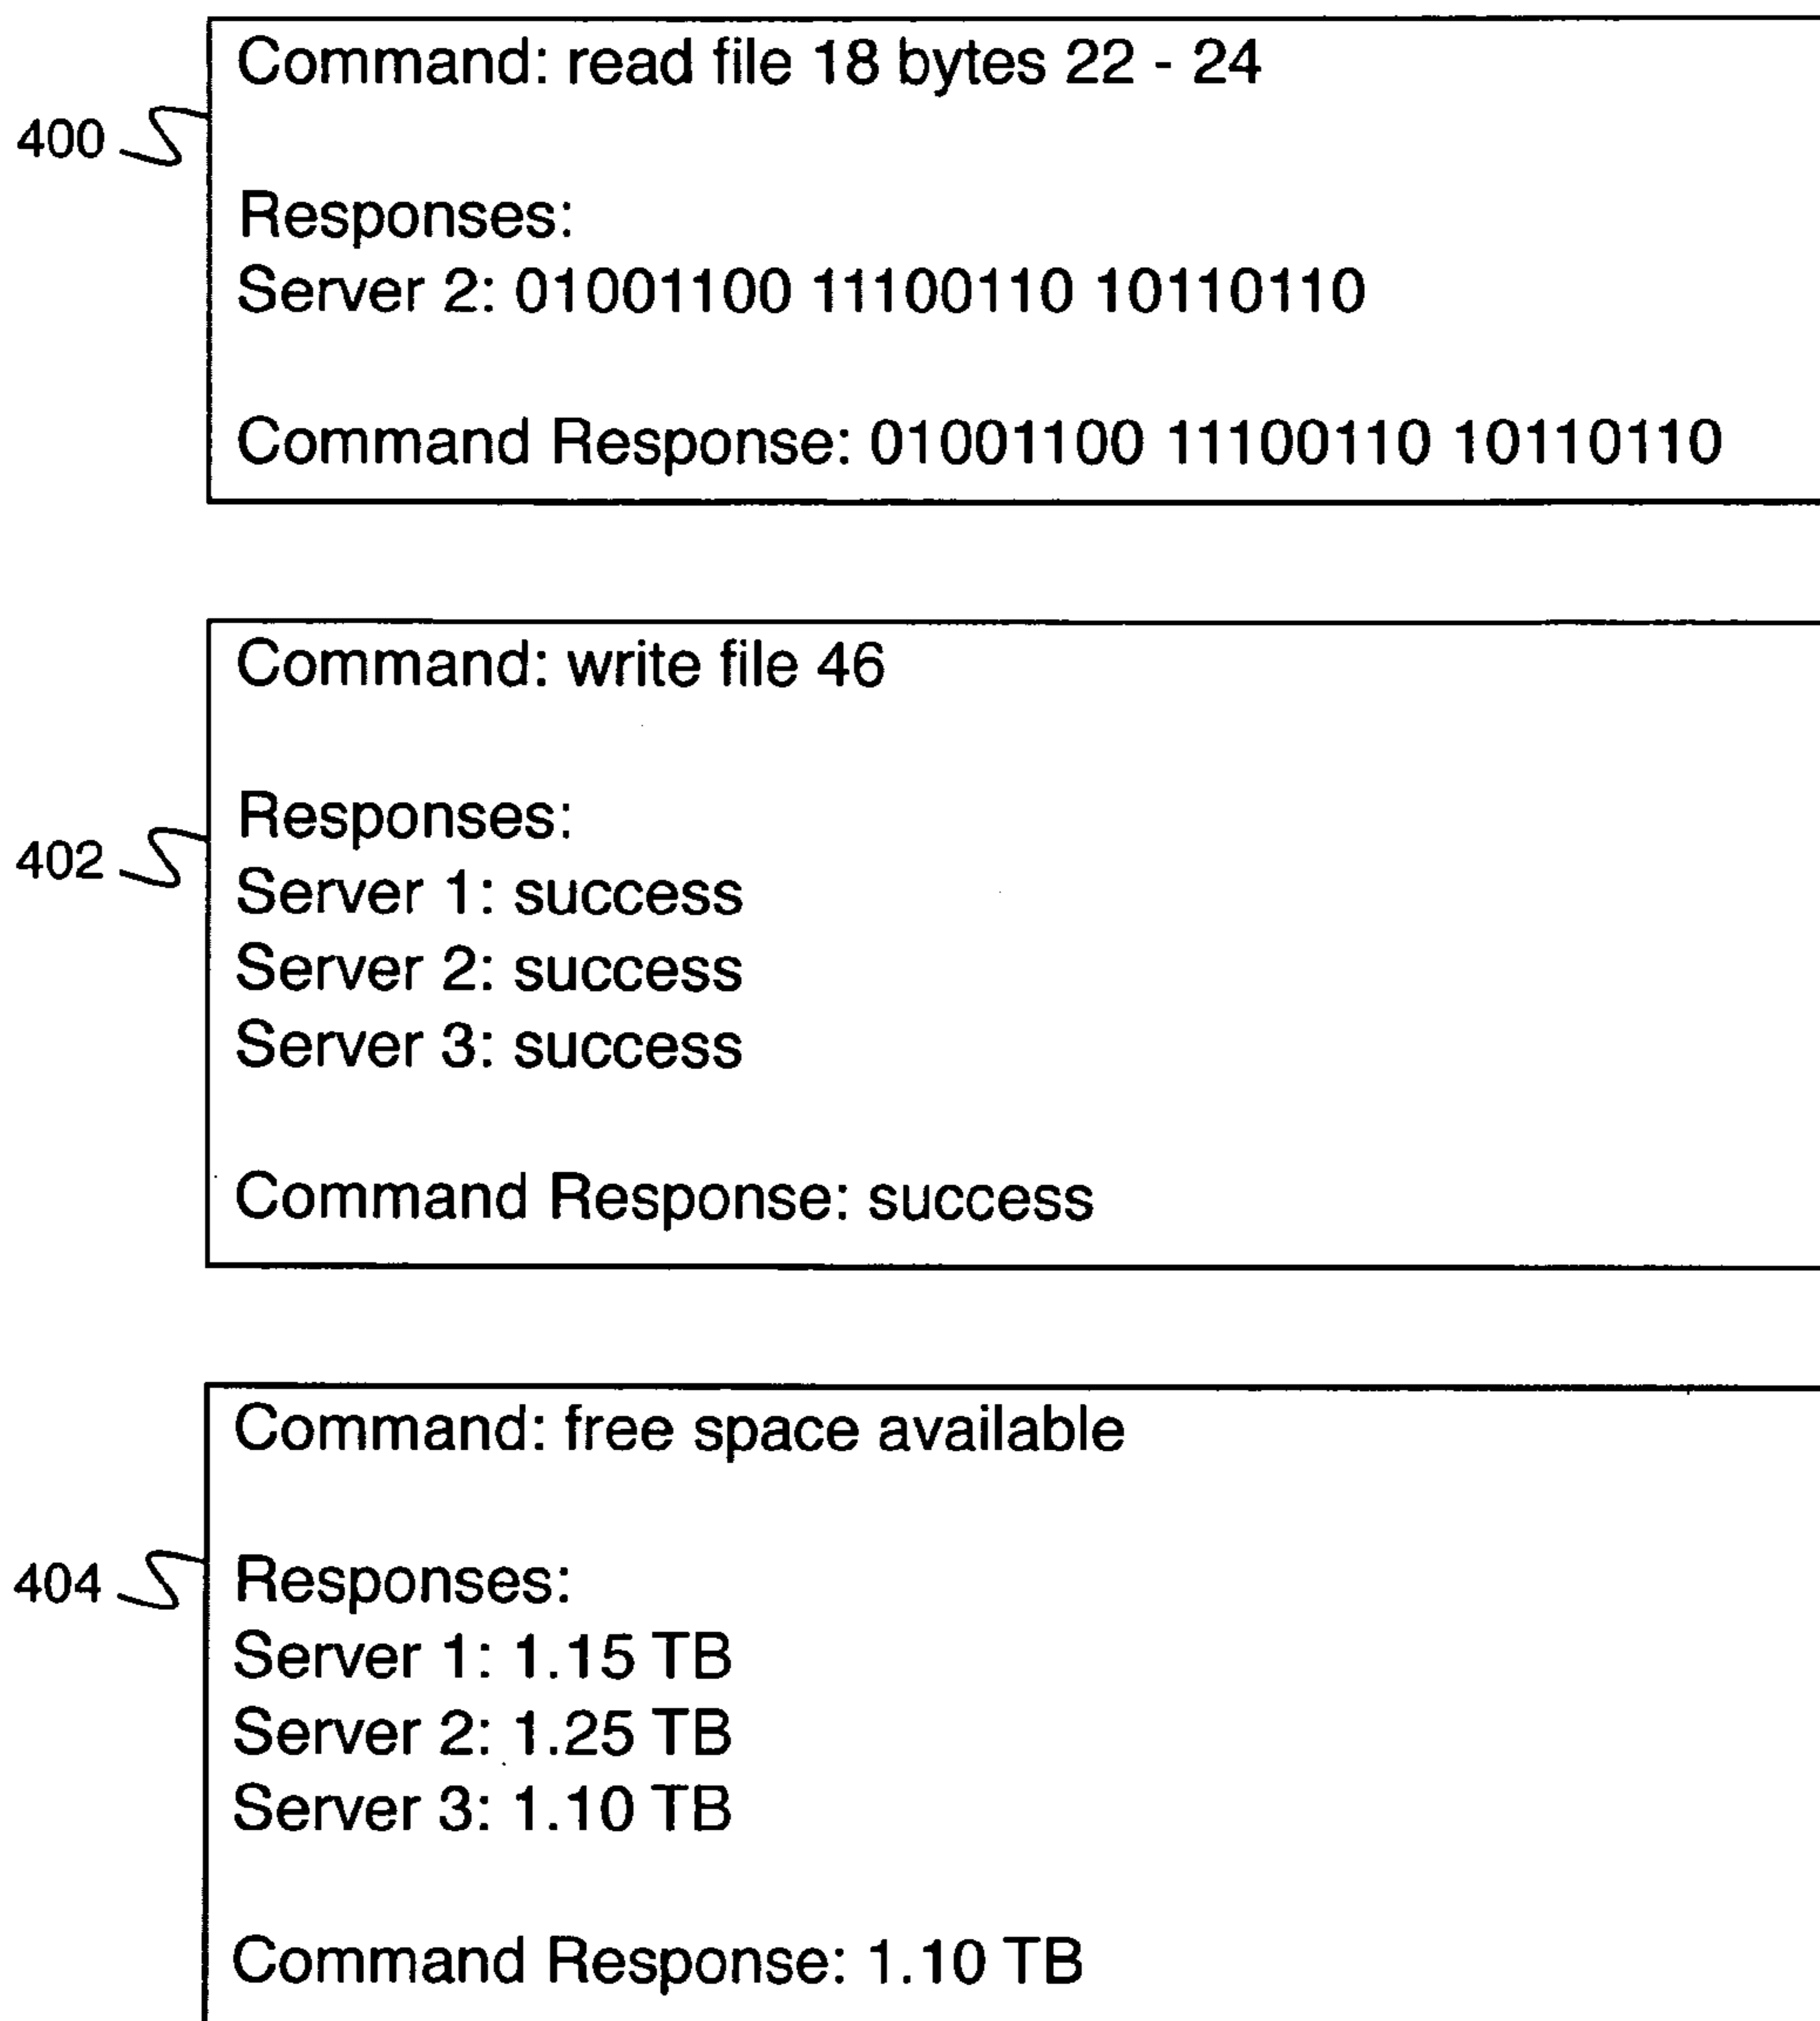 Command: read file 18 bytes 22 - 24
400
Responses:
Server 2: 01001100 11100110 10110110
Command Response: 01001100 11100110 10110110
Command: write file 46
Responses:
402
Server 1: success
Server 2: success
Server 3: success
Command Response: success
Command: free space available
404
Responses:
Server 1: 1.15 TB
Server 2: 1.25 TB
Server 3: 1.10 TB
Command Response: 1.10 TB